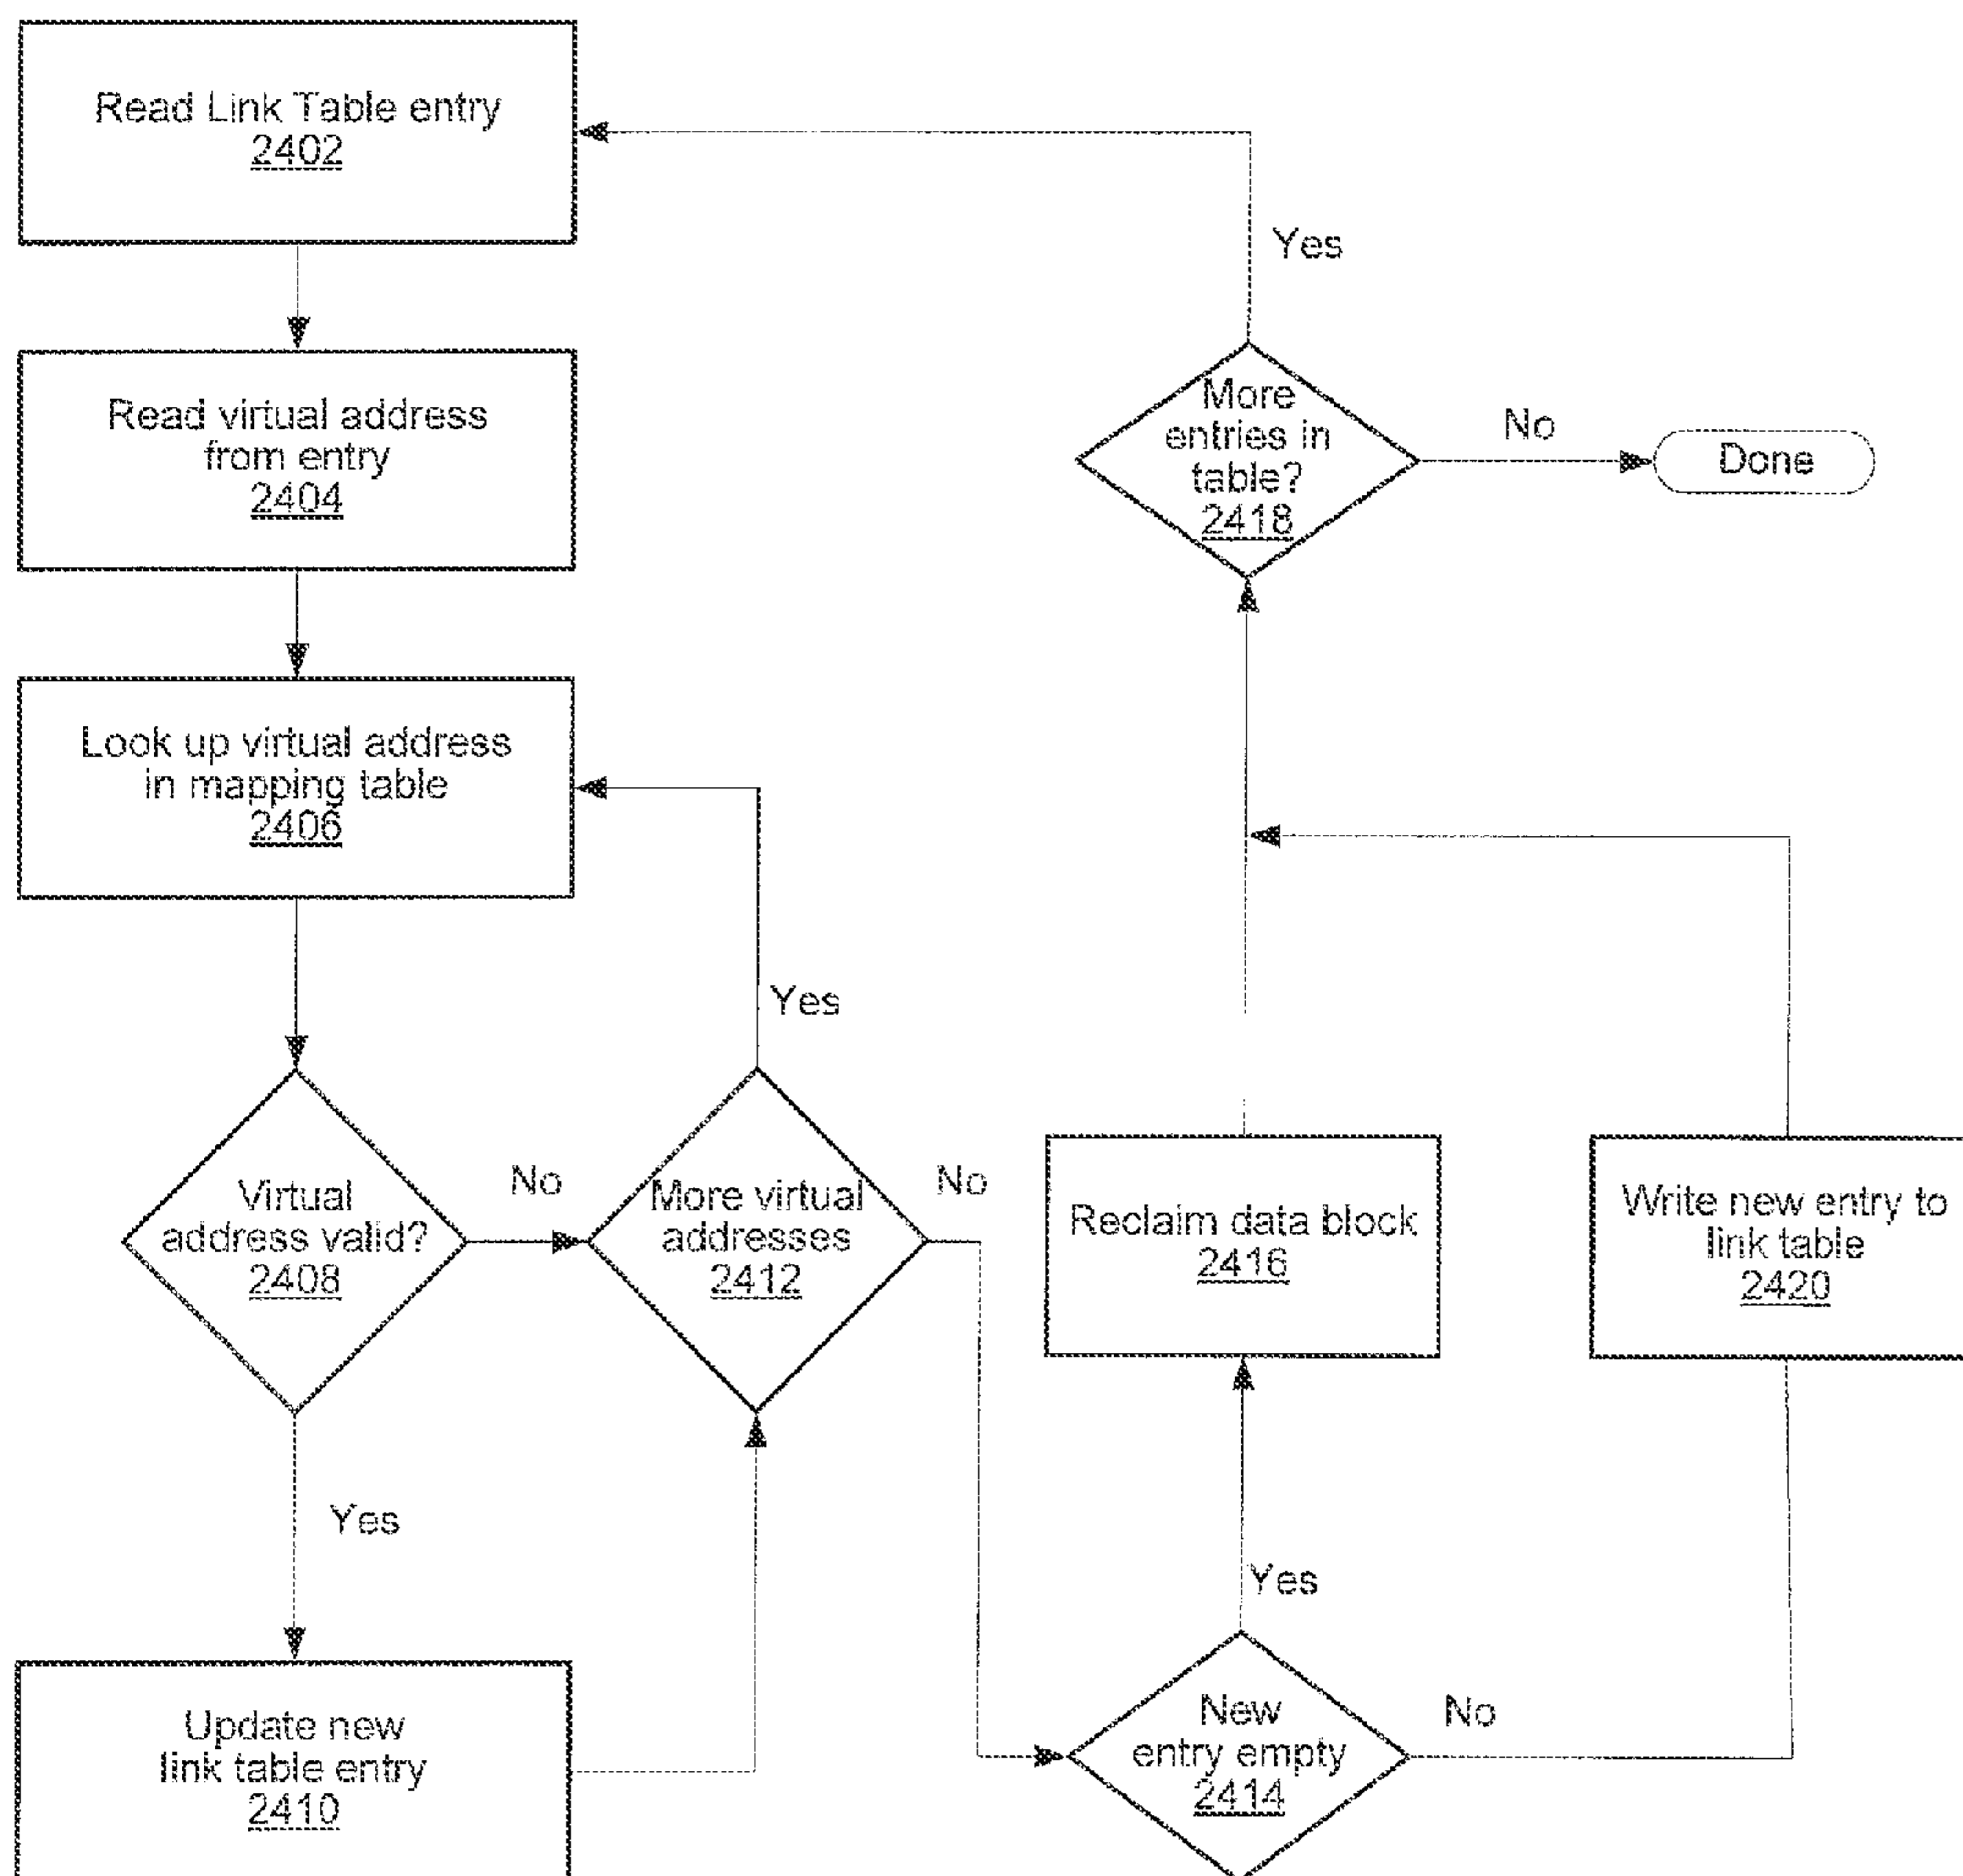 Read Link Table entry
2402
Yes
Read virtual address
from entry
2404
More
entries in
table?
2418
No
Done
Look up virtual address
in mapping table
2406
Yes
Virtual
address valid?
2408
No
More virtual
addresses
2412
No
Reclaim data block
2416
Write new entry to
link table
2420
Yes
Yes
Update new
link table entry
2410
New
entry empty
2414
No